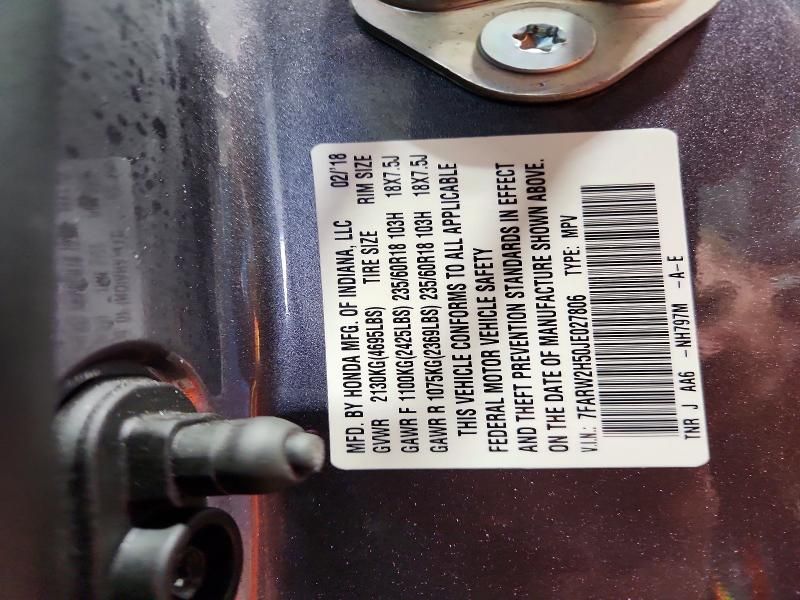 MFD. BY HONDA MFG. OF INDIANA, LLC 02/'18
GVWR 2130KG(4695LBS) TIRE SIZE RIM SIZE
GAWR F 1100KG(2425LBS) 235/60R18 103H 18X7.5J
GAWR R 1075KG(2369LBS) 235/60R18 103H 18X7.5J
THIS VEHICLE CONFORMS TO ALL APPLICABLE
FEDERAL MOTOR VEHICLE SAFETY
AND THEFT PREVENTION STANDARDS IN EFFECT
ON THE DATE OF MANUFACTURE SHOWN ABOVE.
V.I.N.: 7FARW2H50JE027806 TYPE: MPV
TNR J AA6 -NH797M -A-E